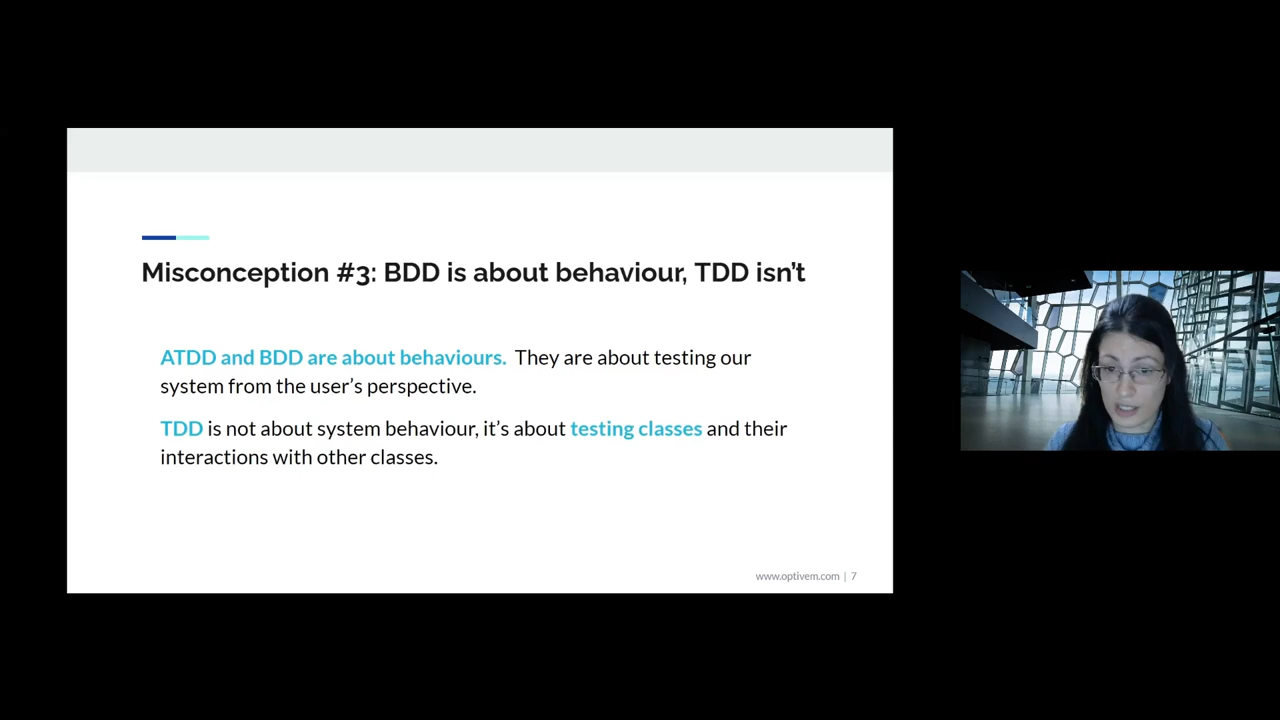 Misconception #3: BDD is about behaviour, TDD isn’t
ATDD and BDD are about behaviours. They are about testing our
system from the user’s perspective.
TDD is not about system behaviour, it’s about testing classes and their
interactions with other classes.
www.optivem.com | 7